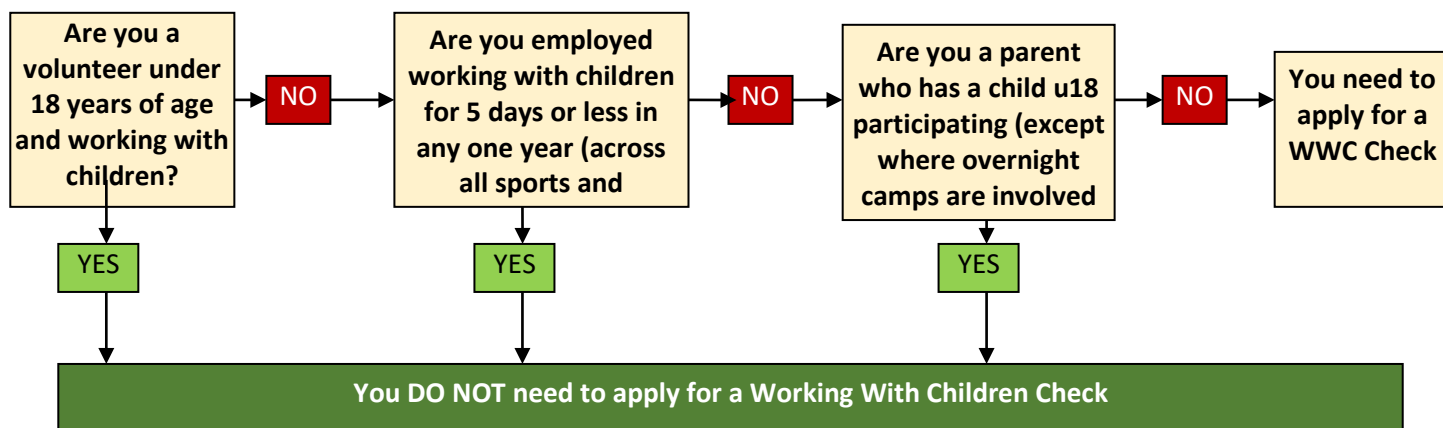 Are you a
volunteer under
18 years of age
and working with
children?
NO
Are you employed
working with children
for 5 days or less in
any one year (across
all sports and
NO
Are you a parent
who has a child u18
participating (except
where overnight
camps are involved
NO
You need to
apply for a
WWC Check
YES
YES
YES
You DO NOT need to apply for a Working With Children Check